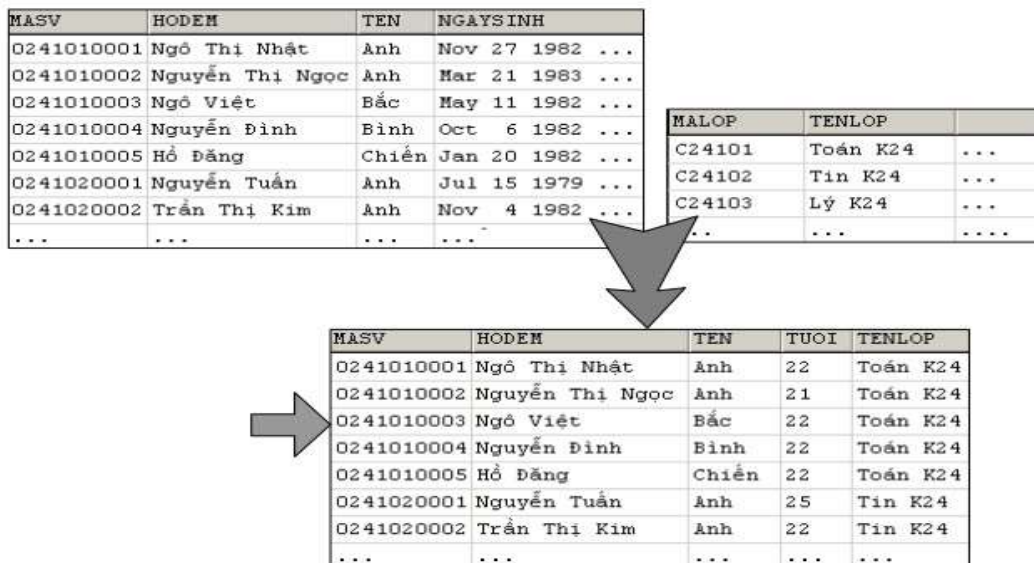 MASV HODEM TEN NGAYSINH
0241010001 Ngô Thị Nhật Anh Nov 27 1982 ...
0241010002 Nguyễn Thị Ngọc Anh Mar 21 1983 ...
0241010003 Ngô Việt Bắc May 11 1982 ...
0241010004 Nguyễn Đình Bình Oct 6 1982 ...
0241010005 Hồ Đăng Chiến Jan 20 1982 ...
0241020001 Nguyễn Tuấn Anh Jul 15 1979 ...
0241020002 Trần Thị Kim Anh Nov 4 1982 ...
... ... ... ...
MALOP TENLOP
C24101 Toán K24 ...
C24102 Tin K24 ...
C24103 Lý K24 ...
... ... ....
MASV HODEM TEN TUOI TENLOP
0241010001 Ngô Thị Nhật Anh 22 Toán K24
0241010002 Nguyễn Thị Ngọc Anh 21 Toán K24
0241010003 Ngô Việt Bắc 22 Toán K24
0241010004 Nguyễn Đình Bình 22 Toán K24
0241010005 Hồ Đăng Chiến 22 Toán K24
0241020001 Nguyễn Tuấn Anh 25 Tin K24
0241020002 Trần Thị Kim Anh 22 Tin K24
... ... ... ... ...